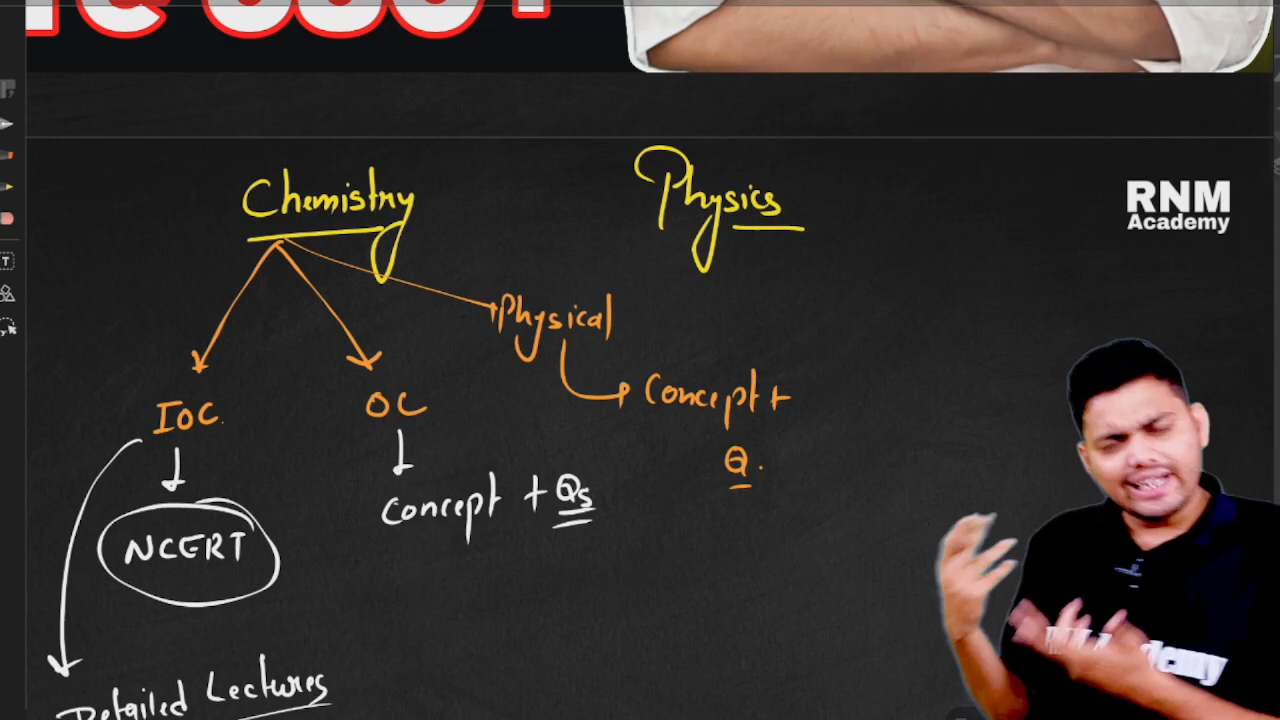 Chemistry
Physics
RNM
Academy
Physical
IOC
OC
Concept +
Q.
NCERT
Concept + Qs
Detailed Lectures